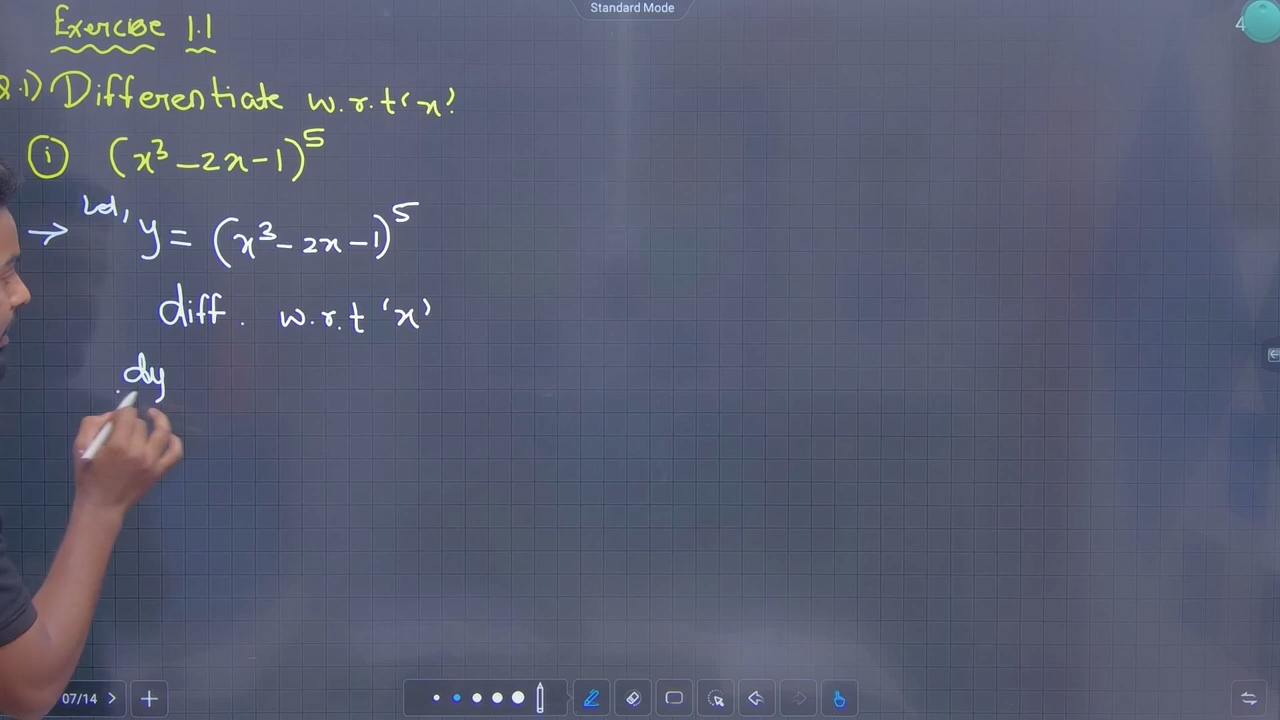 Standard Mode
4
Exercise 1.1
Q.1) Differentiate w.r.t 'x'.
i (x³ - 2x - 1)⁵
Let,
→ y = (x³ - 2x - 1)⁵
diff. w.r.t 'x'
dy
07/14